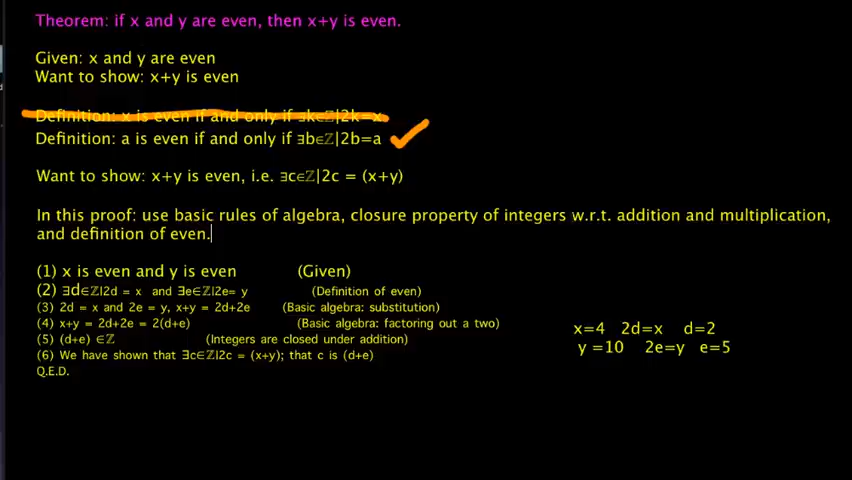 Theorem: if x and y are even, then x+y is even.
Given: x and y are even
Want to show: x+y is even
Definition: x is even if and only if ∃k∈ℤ|2k=x
Definition: a is even if and only if ∃b∈ℤ|2b=a
Want to show: x+y is even, i.e. ∃c∈ℤ|2c = (x+y)
In this proof: use basic rules of algebra, closure property of integers w.r.t. addition and multiplication,
and definition of even.
(1) x is even and y is even (Given)
(2) ∃d∈ℤ|2d = x and ∃e∈ℤ|2e= y (Definition of even)
(3) 2d = x and 2e = y, x+y = 2d+2e (Basic algebra: substitution)
(4) x+y = 2d+2e = 2(d+e) (Basic algebra: factoring out a two)
(5) (d+e) ∈ℤ (Integers are closed under addition)
(6) We have shown that ∃c∈ℤ|2c = (x+y); that c is (d+e)
Q.E.D.
x=4 2d=x d=2
y =10 2e=y e=5